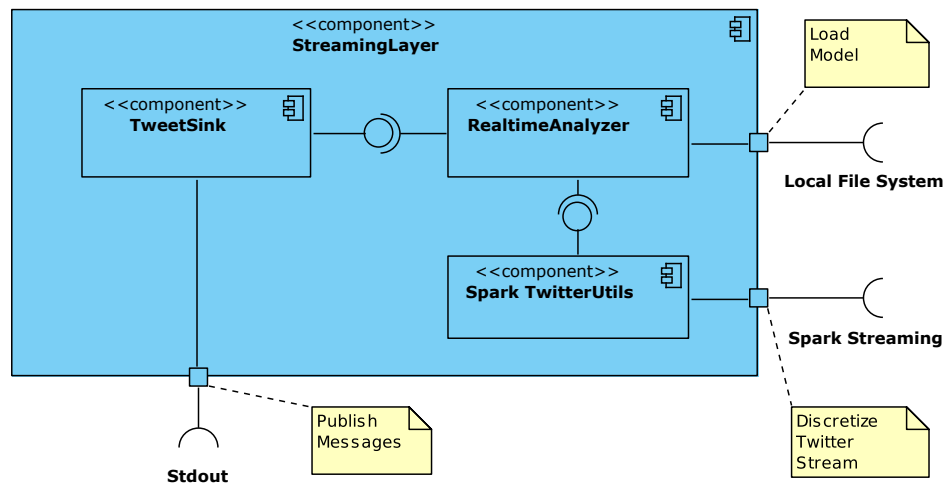 <<component>>
StreamingLayer
Load
Model
<<component>>
TweetSink
<<component>>
RealtimeAnalyzer
Local File System
<<component>>
Spark TwitterUtils
Spark Streaming
Publish
Messages
Discretize
Twitter
Stream
Stdout